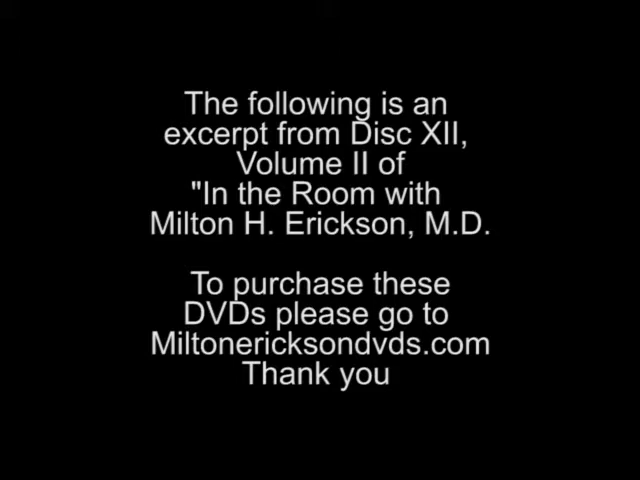 The following is an
excerpt from Disc XII,
Volume II of
"In the Room with
Milton H. Erickson, M.D.
To purchase these
DVDs please go to
Miltonericksondvds.com
Thank you